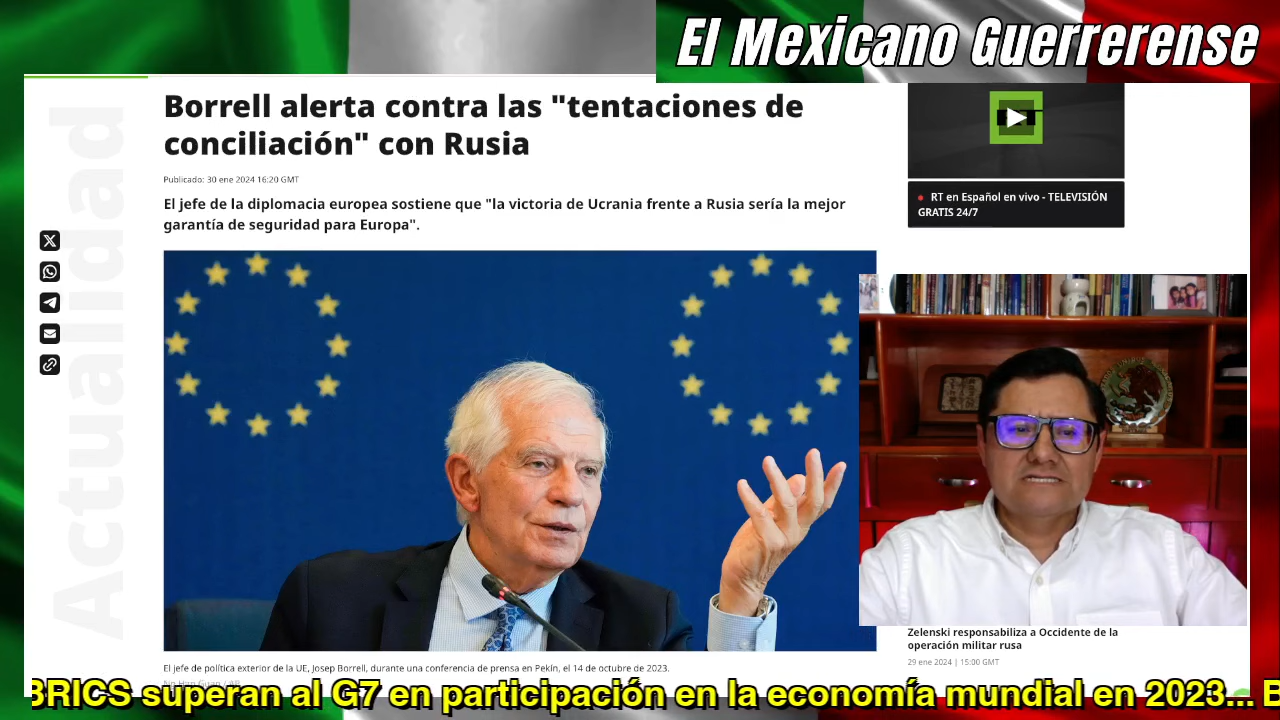 El Mexicano Guerrerense
Actualidad
Borrell alerta contra las "tentaciones de
conciliación" con Rusia
Publicado: 30 ene 2024 16:20 GMT
El jefe de la diplomacia europea sostiene que "la victoria de Ucrania frente a Rusia sería la mejor
garantía de seguridad para Europa".
RT en Español en vivo - TELEVISIÓN
GRATIS 24/7
Zelenski responsabiliza a Occidente de la
operación militar rusa
29 ene 2024 | 15:00 GMT
El jefe de política exterior de la UE, Josep Borrell, durante una conferencia de prensa en Pekín, el 14 de octubre de 2023.
BRICS superan al G7 en participación en la economía mundial en 2023... B